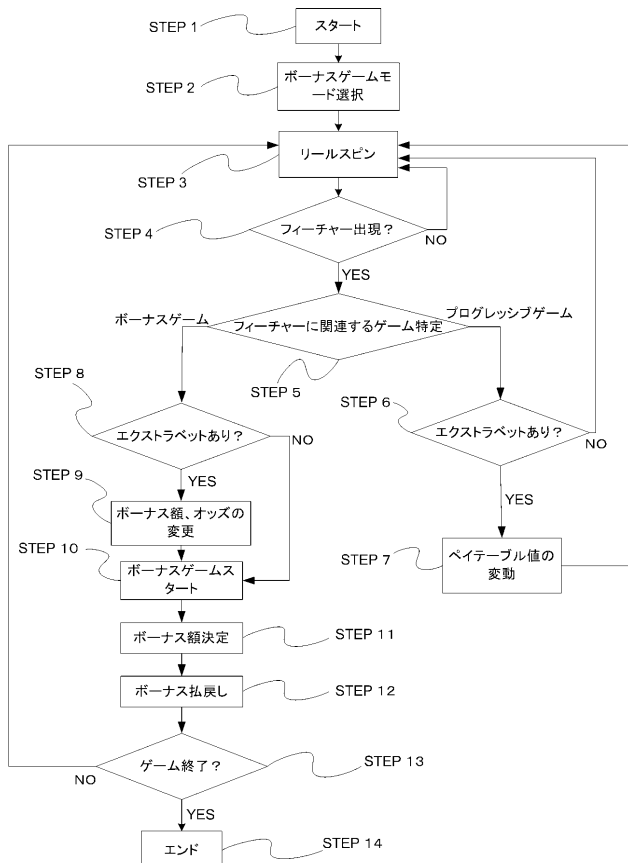 STEP 1
スタート
STEP 2
ボーナスゲームモ
ード選択
リールスピン
STEP 3
フィーチャー出現？
STEP 4
NO
YES
ボーナスゲーム
プログレッシブゲーム
フィーチャーに関連するゲーム特定
STEP 5
STEP 8
STEP 6
エクストラベットあり？
NO
エクストラベットあり？
NO
YES
YES
STEP 9
ボーナス額、オッズの
変更
STEP 10
ボーナスゲームス
タート
STEP 7
ペイテーブル値の
変動
ボーナス額決定
STEP 11
ボーナス払戻し
STEP 12
ゲーム終了？
STEP 13
NO
YES
エンド
STEP 14